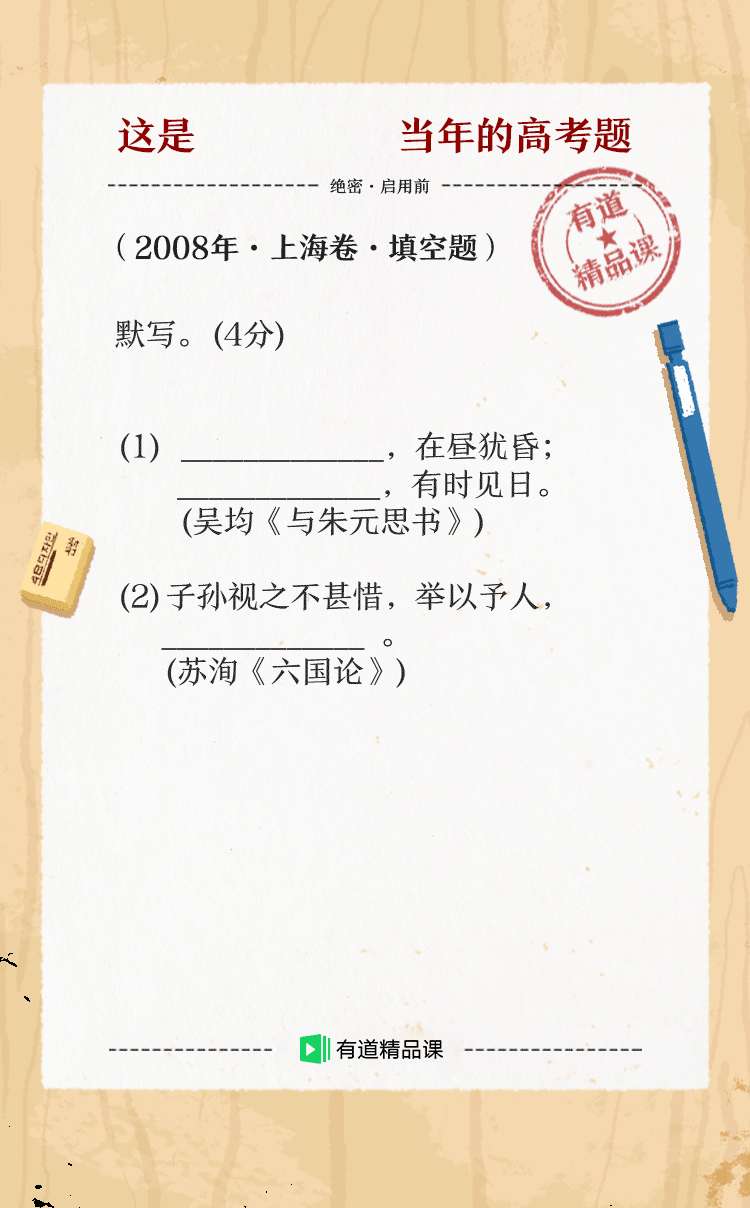 这是 当年的高考题
绝密·启用前
有道
精品课
（2008年·上海卷·填空题）
默写。(4分)
(1) _____________，在昼犹昏；
_____________，有时见日。
(吴均《与朱元思书》)
(2)子孙视之不甚惜，举以予人，
_____________ 。
(苏洵《六国论》)
有道精品课